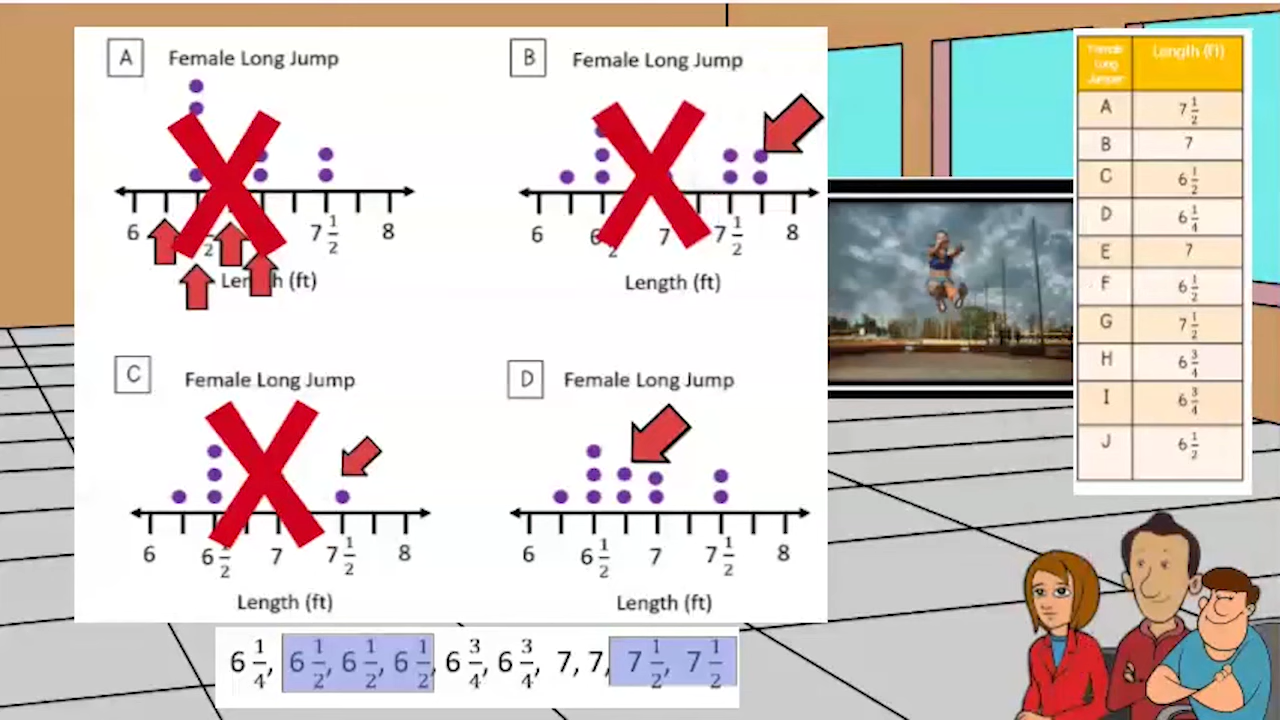 A Female Long Jump
6 7 1/2 8
Length (ft)
B Female Long Jump
6 6 1/2 7 7 1/2 8
Length (ft)
C Female Long Jump
6 6 1/2 7 7 1/2 8
Length (ft)
D Female Long Jump
6 6 1/2 7 7 1/2 8
Length (ft)
6 1/4, 6 1/2, 6 1/2, 6 1/2, 6 3/4, 6 3/4, 7, 7, 7 1/2, 7 1/2
Female Long Jumper Length (ft)
A 7 1/2
B 7
C 6 1/2
D 6 1/4
E 7
F 6 1/2
G 7 1/2
H 6 3/4
I 6 3/4
J 6 1/2